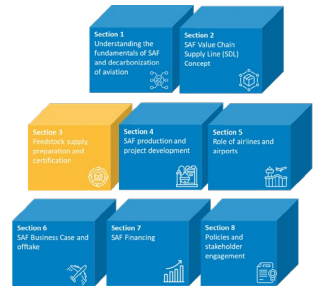 Section 1
Understanding the
fundamentals of SAF
and decarbonization
of aviation
Section 2
SAF Value Chain
Supply Line (SDL)
Concept
Section 3
Feedstock supply,
preparation and
certification
Section 4
SAF production and
project development
Section 5
Role of airlines and
airports
Section 6
SAF Business Case and
offtake
Section 7
SAF Financing
Section 8
Policies and
stakeholder
engagement